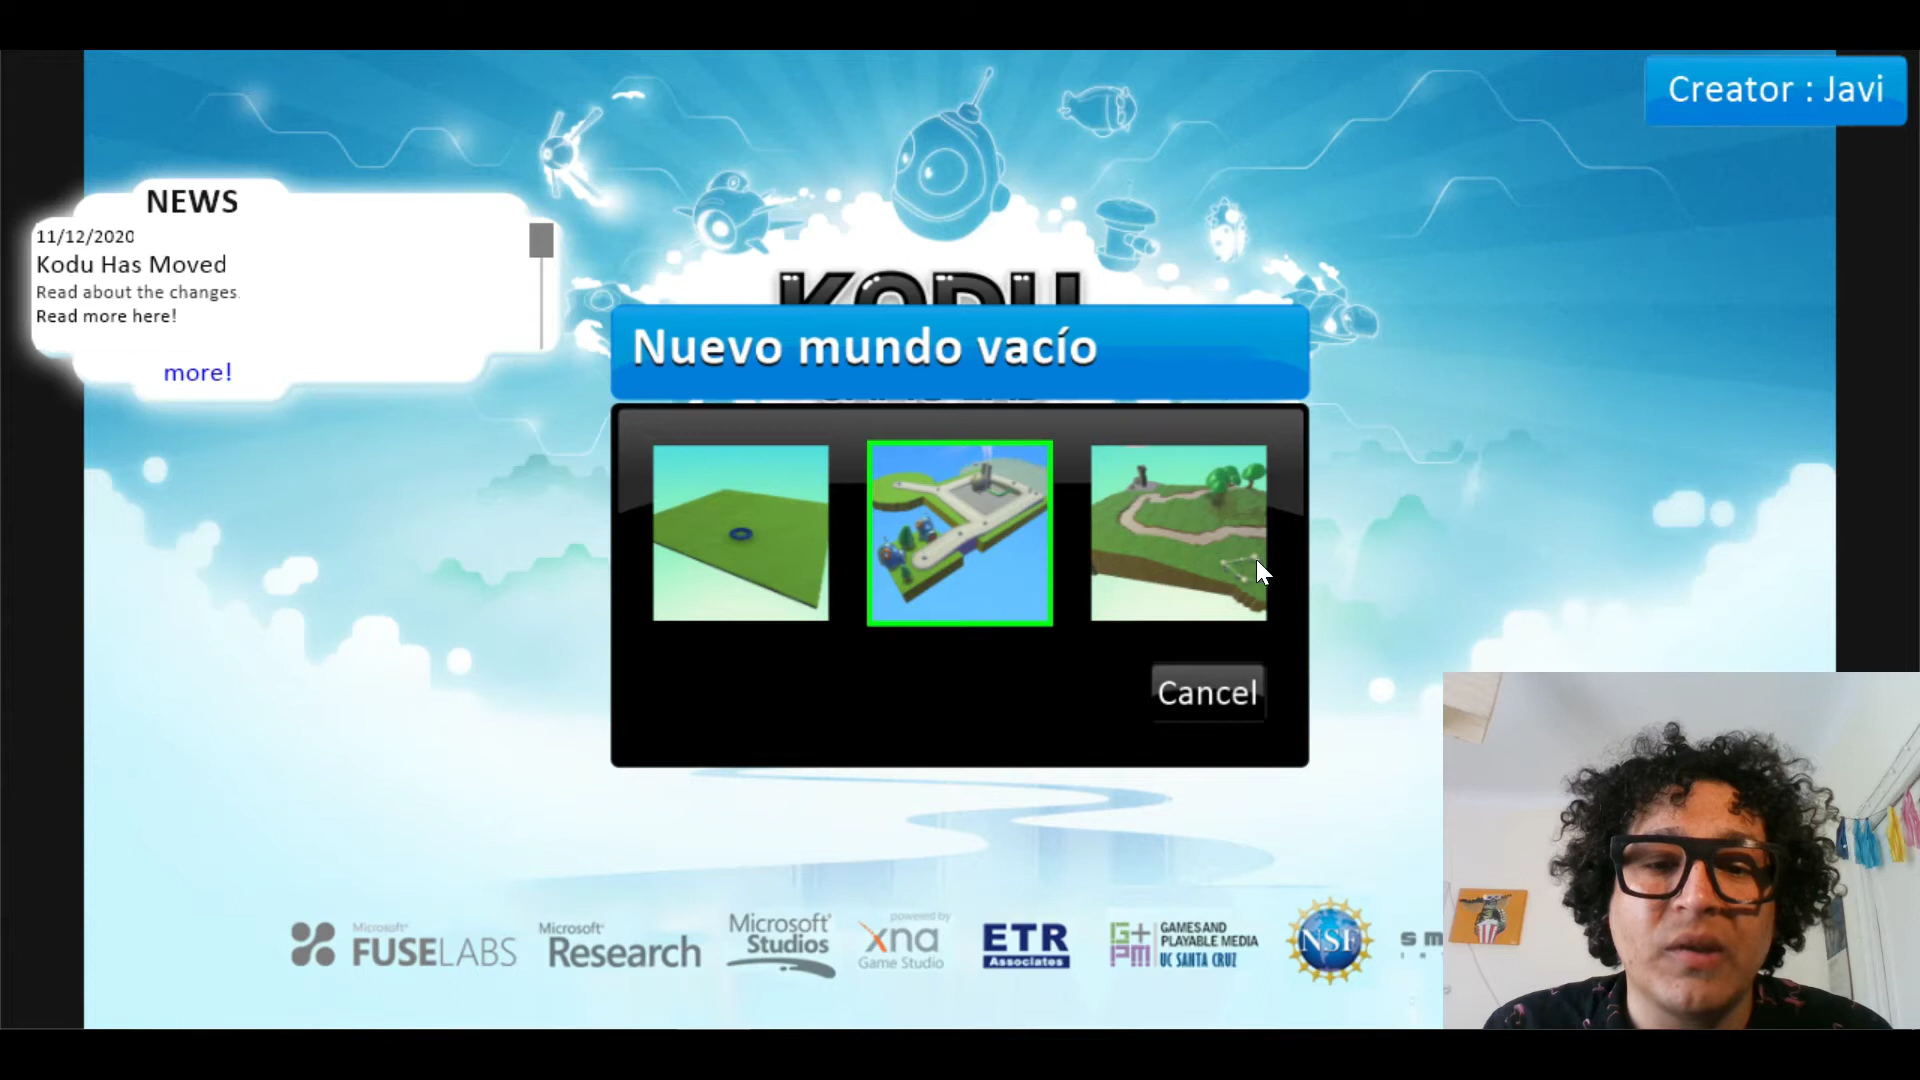 Creator : Javi
NEWS
11/12/2020
Kodu Has Moved
Read about the changes.
Read more here!
more!
KODU
Nuevo mundo vacío
Cancel
Microsoft®
FUSELABS
Microsoft®
Research
Microsoft®
Studios
powered by
xna
Game Studio
ETR
Associates
G+
PM
GAMES AND
PLAYABLE MEDIA
UC SANTA CRUZ
NSF